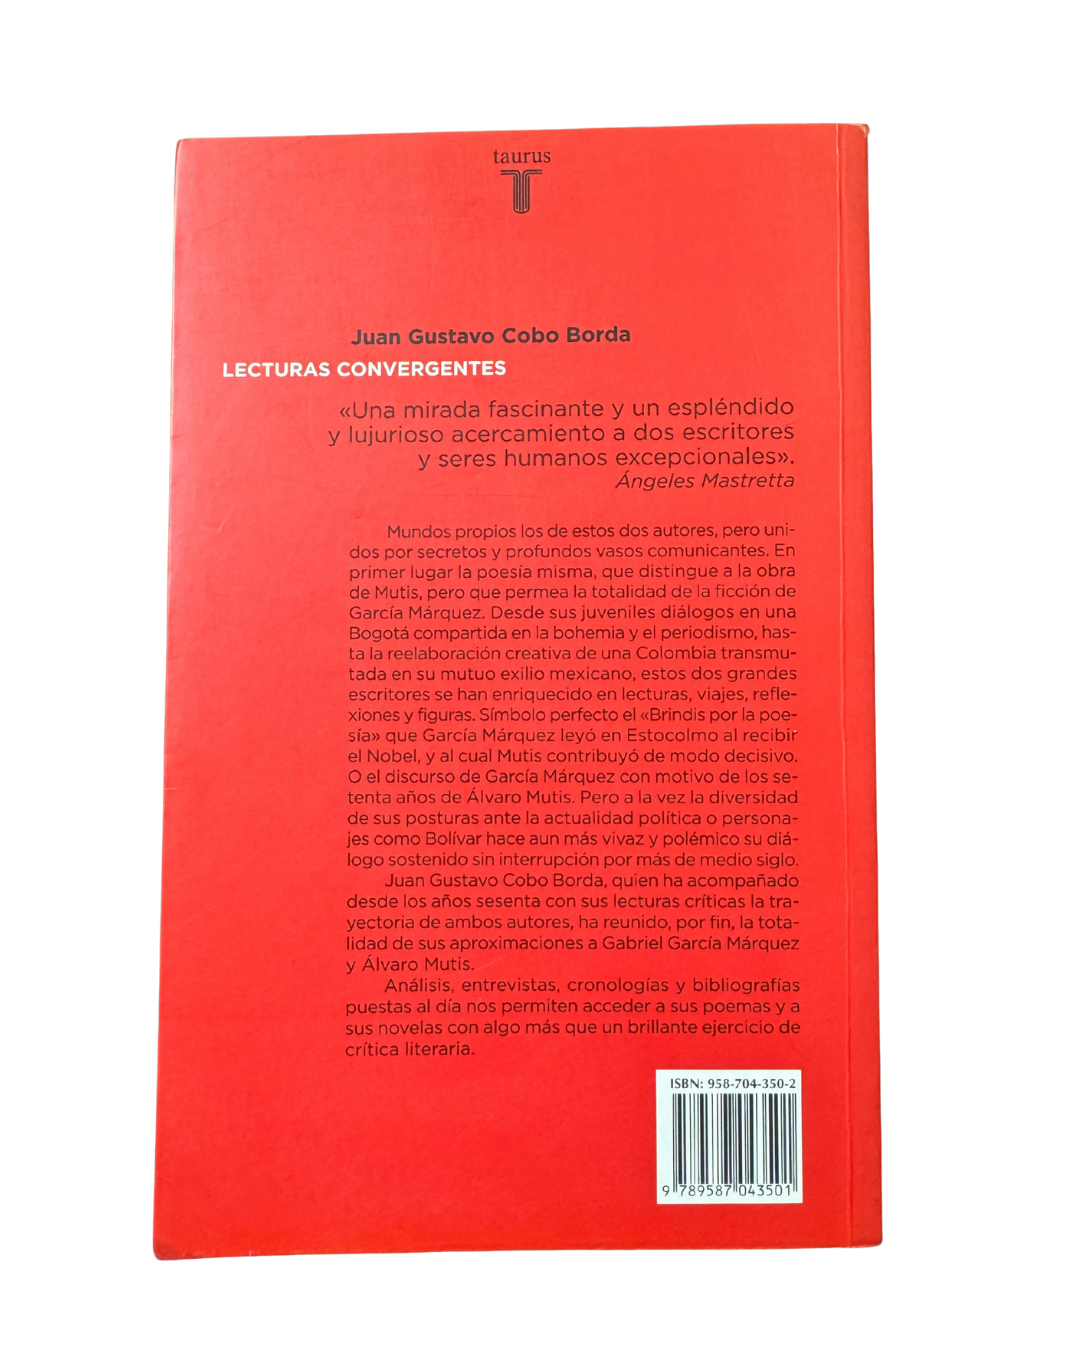 taurus
Juan Gustavo Cobo Borda
LECTURAS CONVERGENTES
«Una mirada fascinante y un espléndido
y lujurioso acercamiento a dos escritores
y seres humanos excepcionales».
Ángeles Mastretta
Mundos propios los de estos dos autores, pero uni-
dos por secretos y profundos vasos comunicantes. En
primer lugar la poesía misma, que distingue a la obra
de Mutis, pero que permea la totalidad de la ficción de
García Márquez. Desde sus juveniles diálogos en una
Bogotá compartida en la bohemia y el periodismo, has-
ta la reelaboración creativa de una Colombia transmu-
tada en su mutuo exilio mexicano, estos dos grandes
escritores se han enriquecido en lecturas, viajes, refle-
xiones y figuras. Símbolo perfecto el «Brindis por la poe-
sía» que García Márquez leyó en Estocolmo al recibir
el Nobel, y al cual Mutis contribuyó de modo decisivo.
O el discurso de García Márquez con motivo de los se-
tenta años de Álvaro Mutis. Pero a la vez la diversidad
de sus posturas ante la actualidad política o persona-
jes como Bolívar hace aun más vivaz y polémico su diá-
logo sostenido sin interrupción por más de medio siglo.
Juan Gustavo Cobo Borda, quien ha acompañado
desde los años sesenta con sus lecturas críticas la tra-
yectoria de ambos autores, ha reunido, por fin, la tota-
lidad de sus aproximaciones a Gabriel García Márquez
y Álvaro Mutis.
Análisis, entrevistas, cronologías y bibliografías
puestas al día nos permiten acceder a sus poemas y a
sus novelas con algo más que un brillante ejercicio de
crítica literaria.
ISBN: 958-704-350-2
9 789587 043501